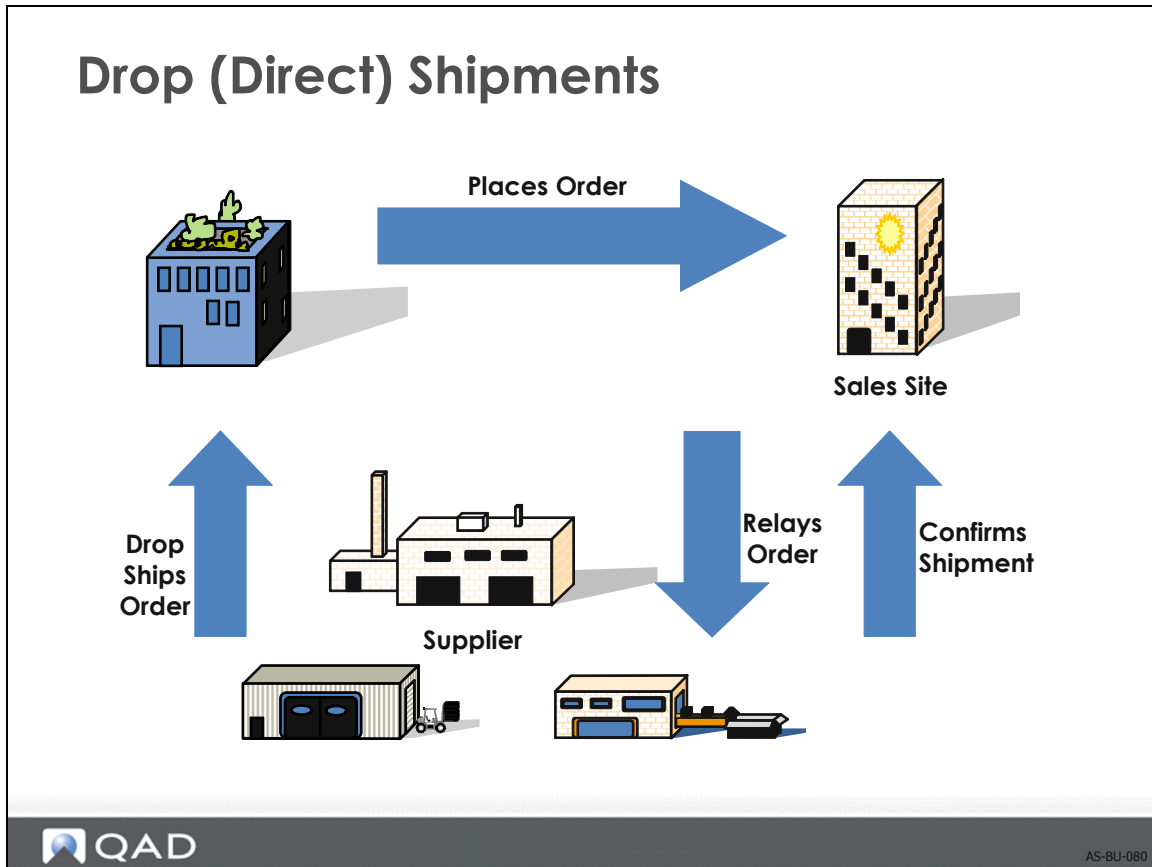 Drop (Direct) Shipments
Places Order
Sales Site
Drop
Ships
Order
Relays
Order
Confirms
Shipment
Supplier
QAD
AS-BU-080